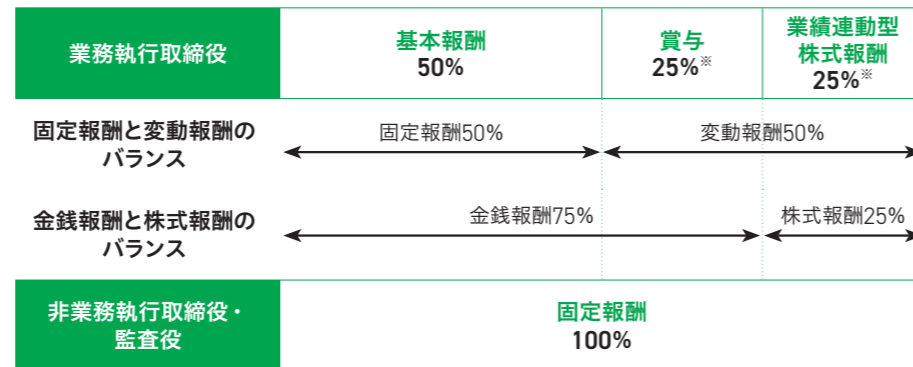 業務執行取締役
基本報酬
50%
賞与
25%※
業績連動型
株式報酬
25%※
固定報酬と変動報酬の
バランス
固定報酬50%
変動報酬50%
金銭報酬と株式報酬の
バランス
金銭報酬75%
株式報酬25%
非業務執行取締役・
監査役
固定報酬
100%